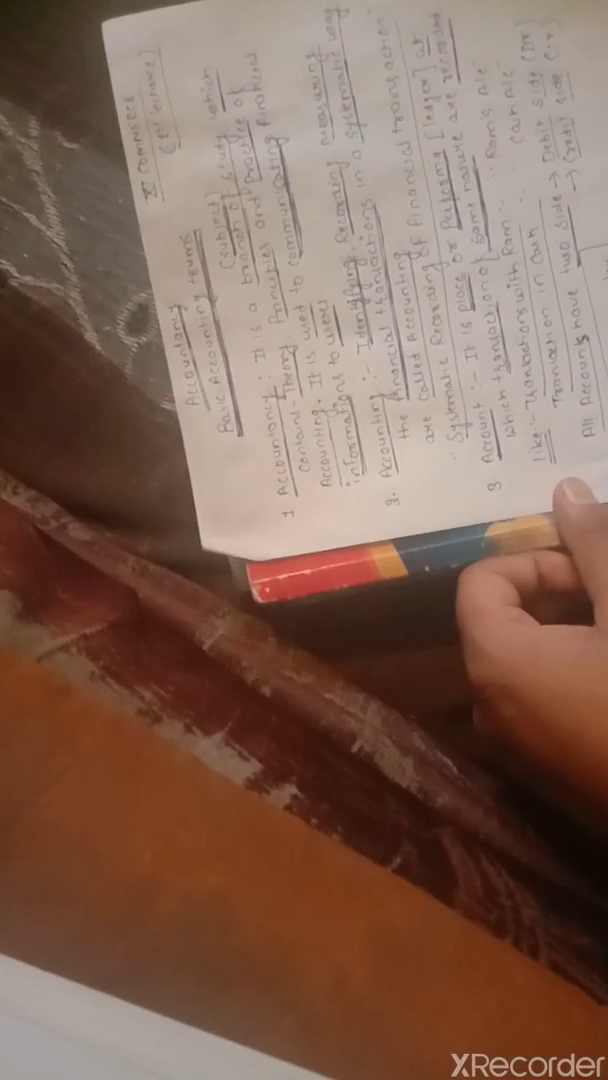 XI COMMERCE
(1st lecture)
Accountancy
Basic Accounting terms
1 Accountancy : It is a (subject) branch of study which
contains Theory, Principles and Practice of
Accounting. It is used to communicating financial
informations to users
2. Accounting :- Identifying, Recording, measuring
the financial transactions in a systematic way
are called Accounting
"Systematic Recording of financial transaction"
3 Account :- It is place or Performa [ledger] at
which transaction of same nature are recorded
like :- Transactions with Ram :- " Ram's A/c"
Transaction in cash :- " cash A/c
All Accounts have two side → Debit side (Dr)
→ Credit side (Cr)
XRecorder